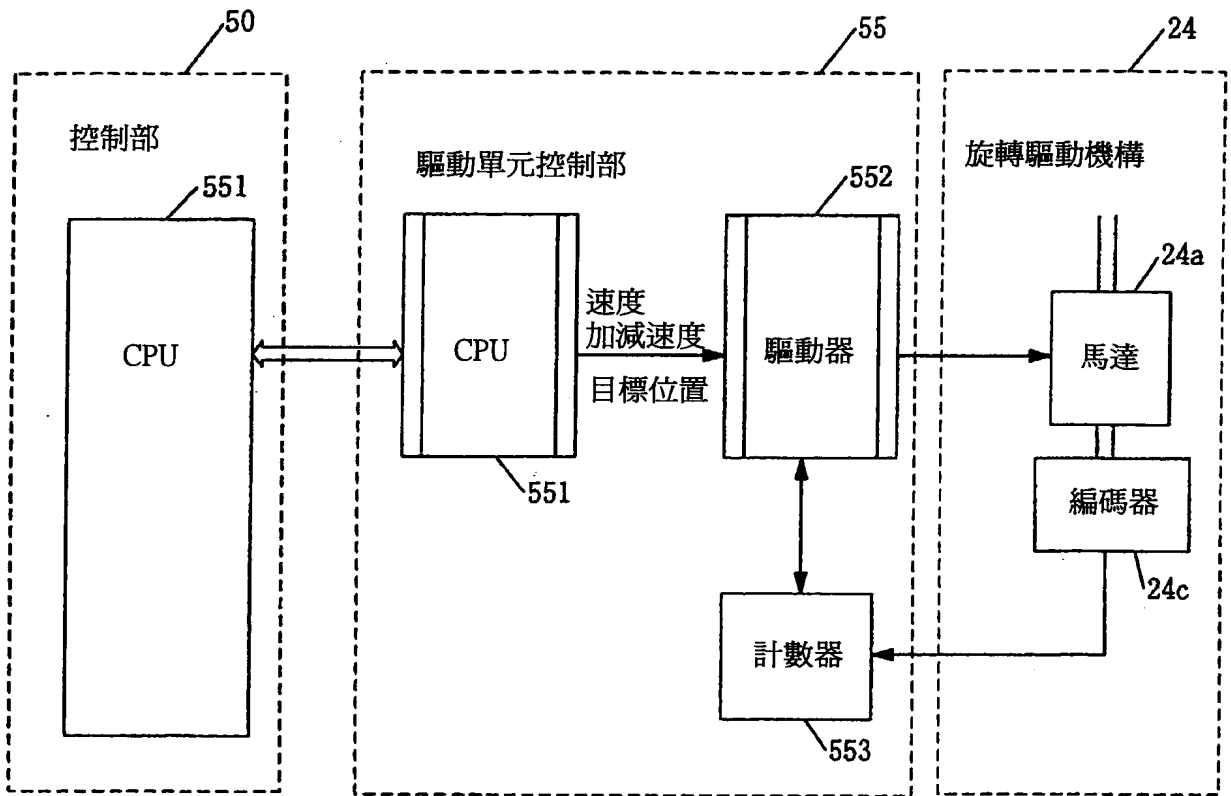 50
55
24
控制部
驅動單元控制部
旋轉驅動機構
551
552
24a
CPU
CPU
速度
加減速度
目標位置
驅動器
馬達
551
編碼器
24c
計數器
553